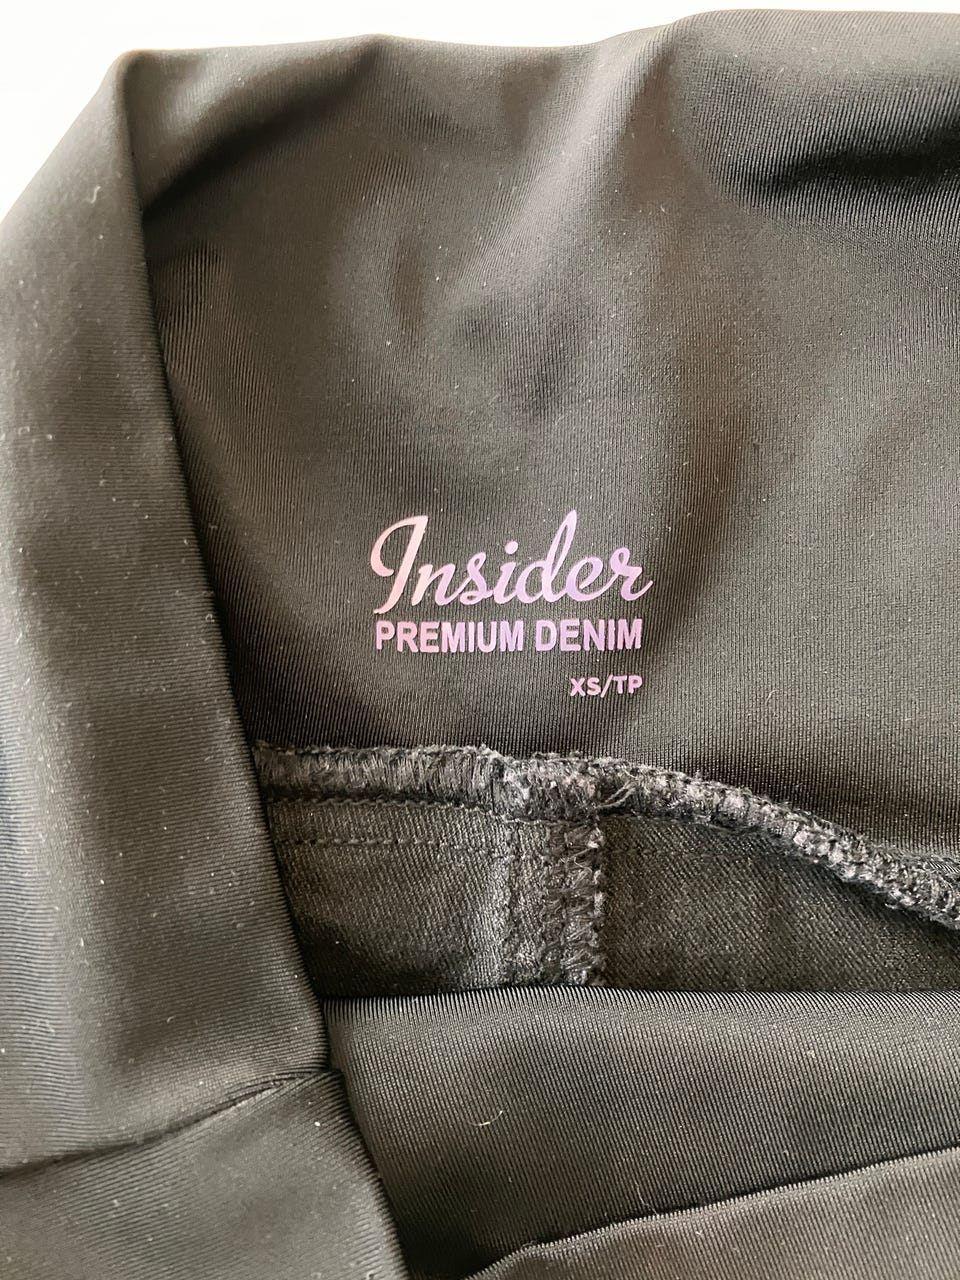 Insider
PREMIUM DENIM
XS/TP